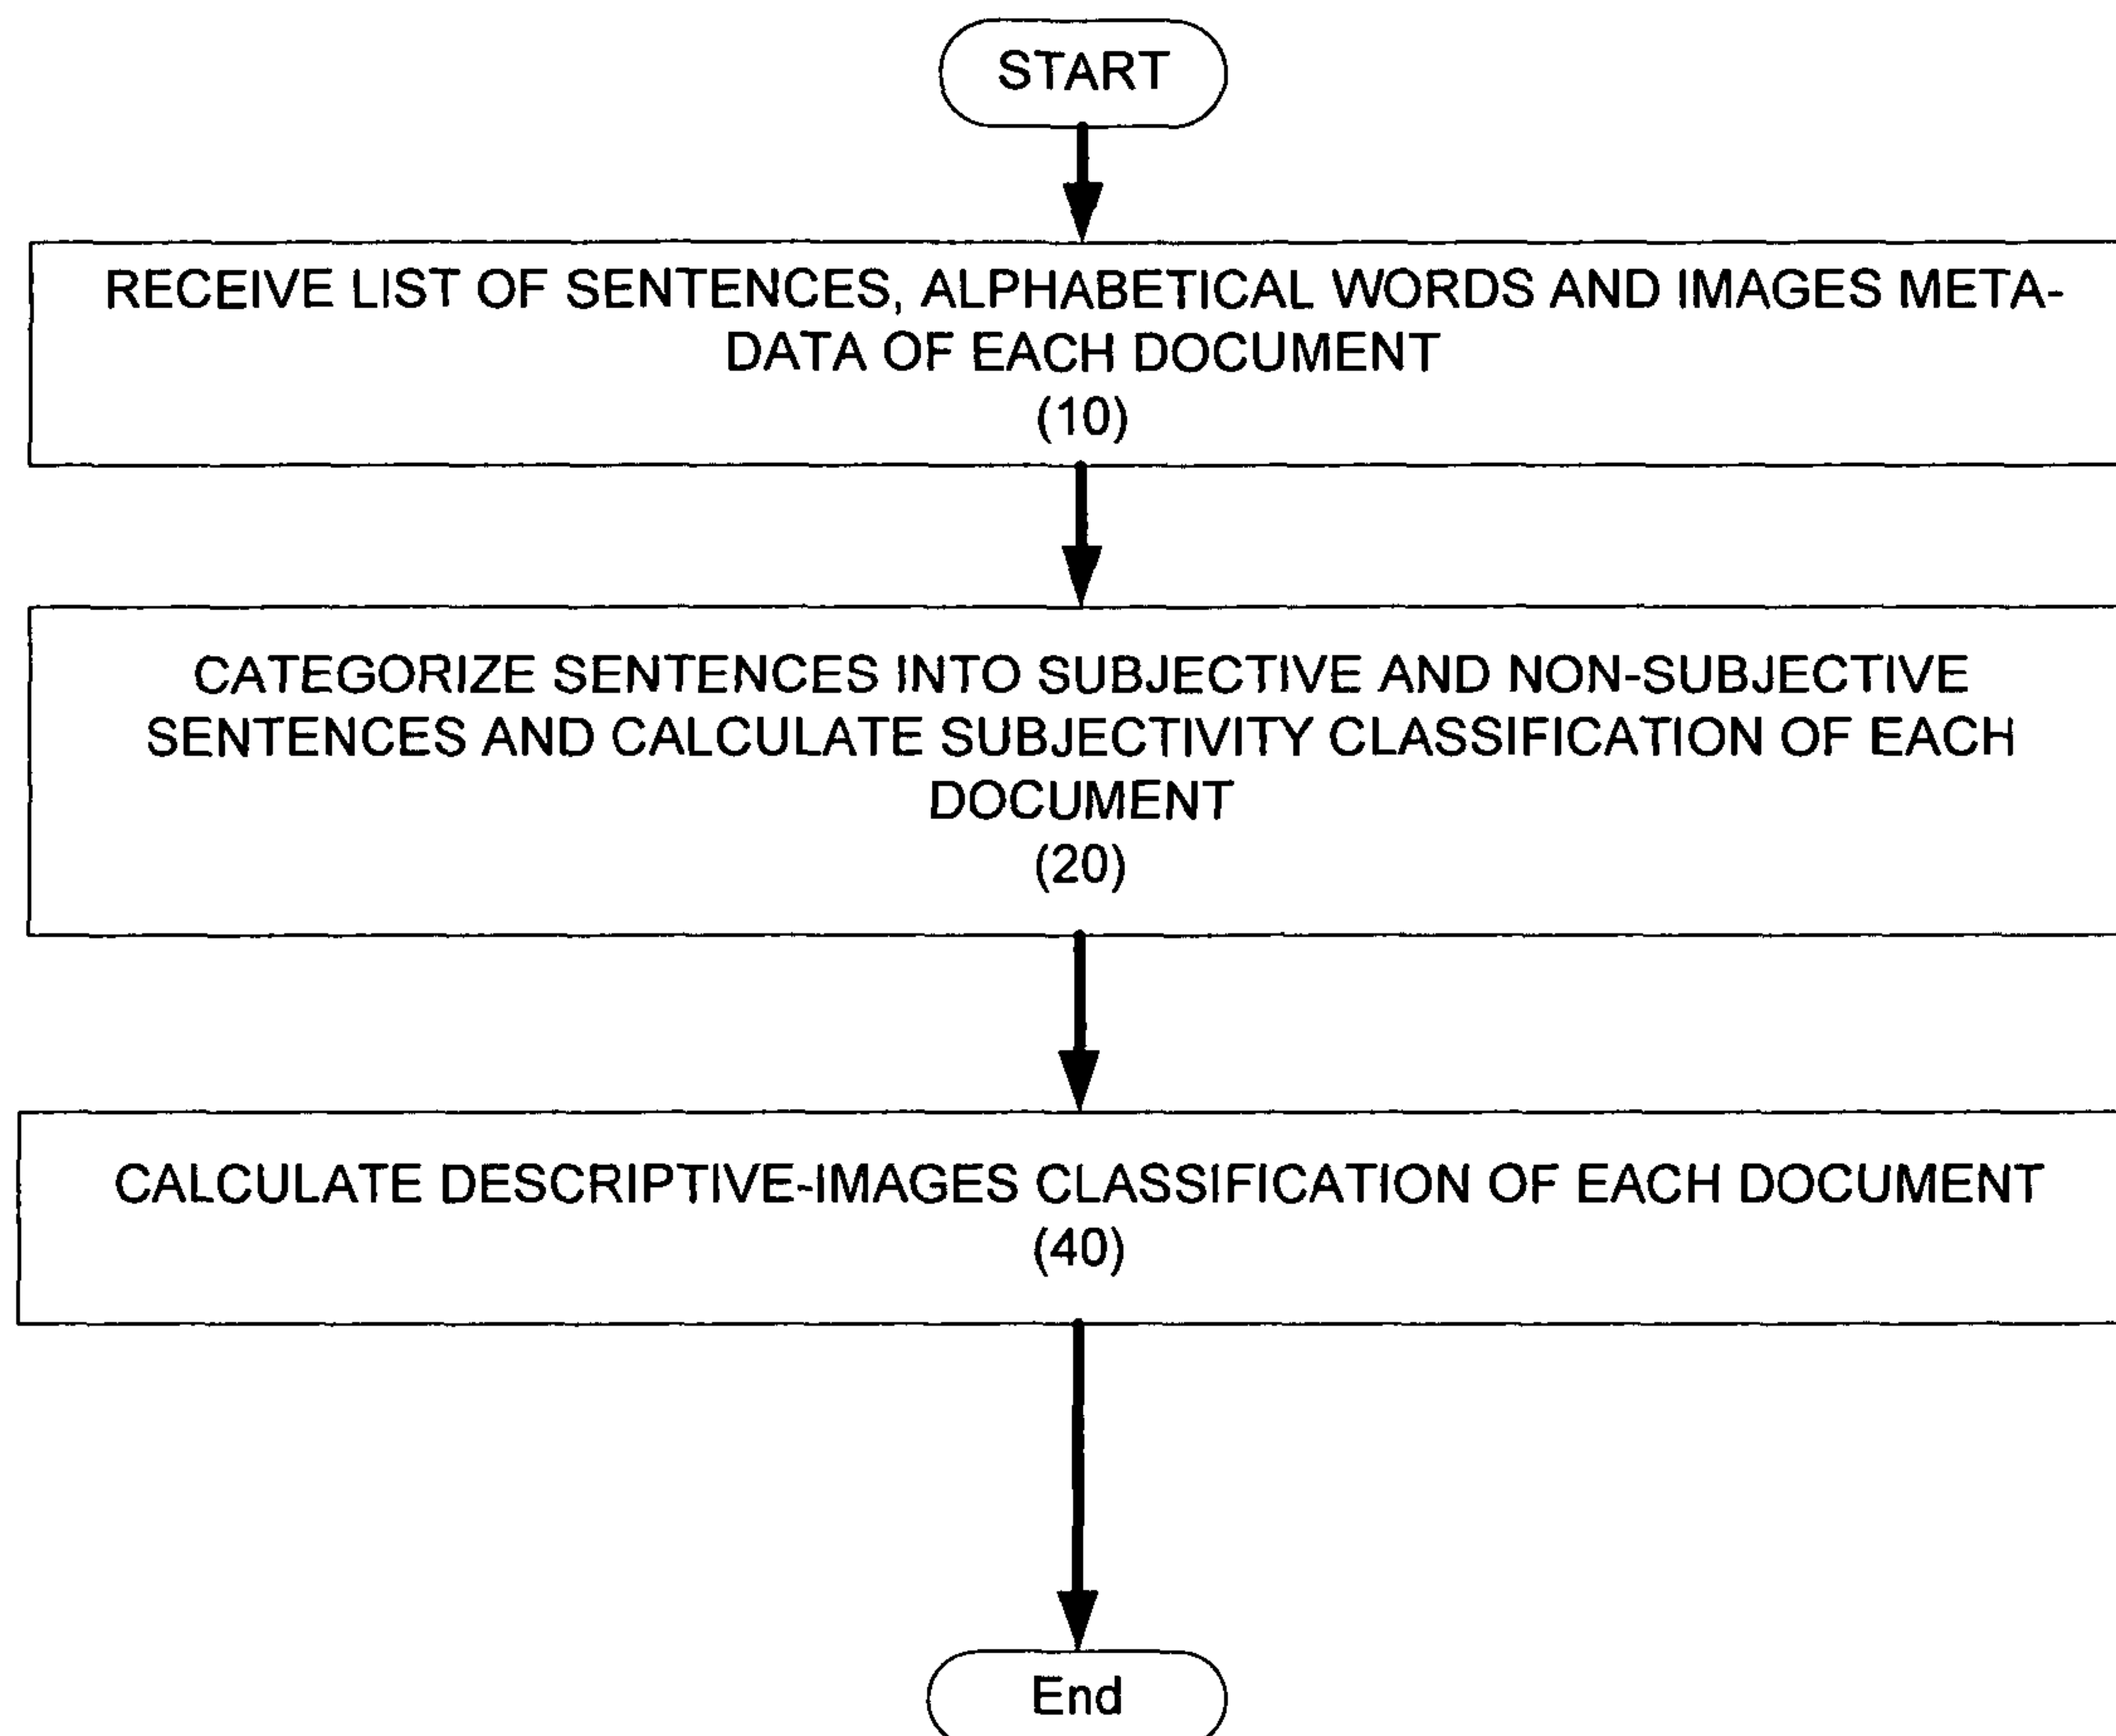 START
RECEIVE LIST OF SENTENCES, ALPHABETICAL WORDS AND IMAGES META-
DATA OF EACH DOCUMENT
(10)
CATEGORIZE SENTENCES INTO SUBJECTIVE AND NON-SUBJECTIVE
SENTENCES AND CALCULATE SUBJECTIVITY CLASSIFICATION OF EACH
DOCUMENT
(20)
CALCULATE DESCRIPTIVE-IMAGES CLASSIFICATION OF EACH DOCUMENT
(40)
End